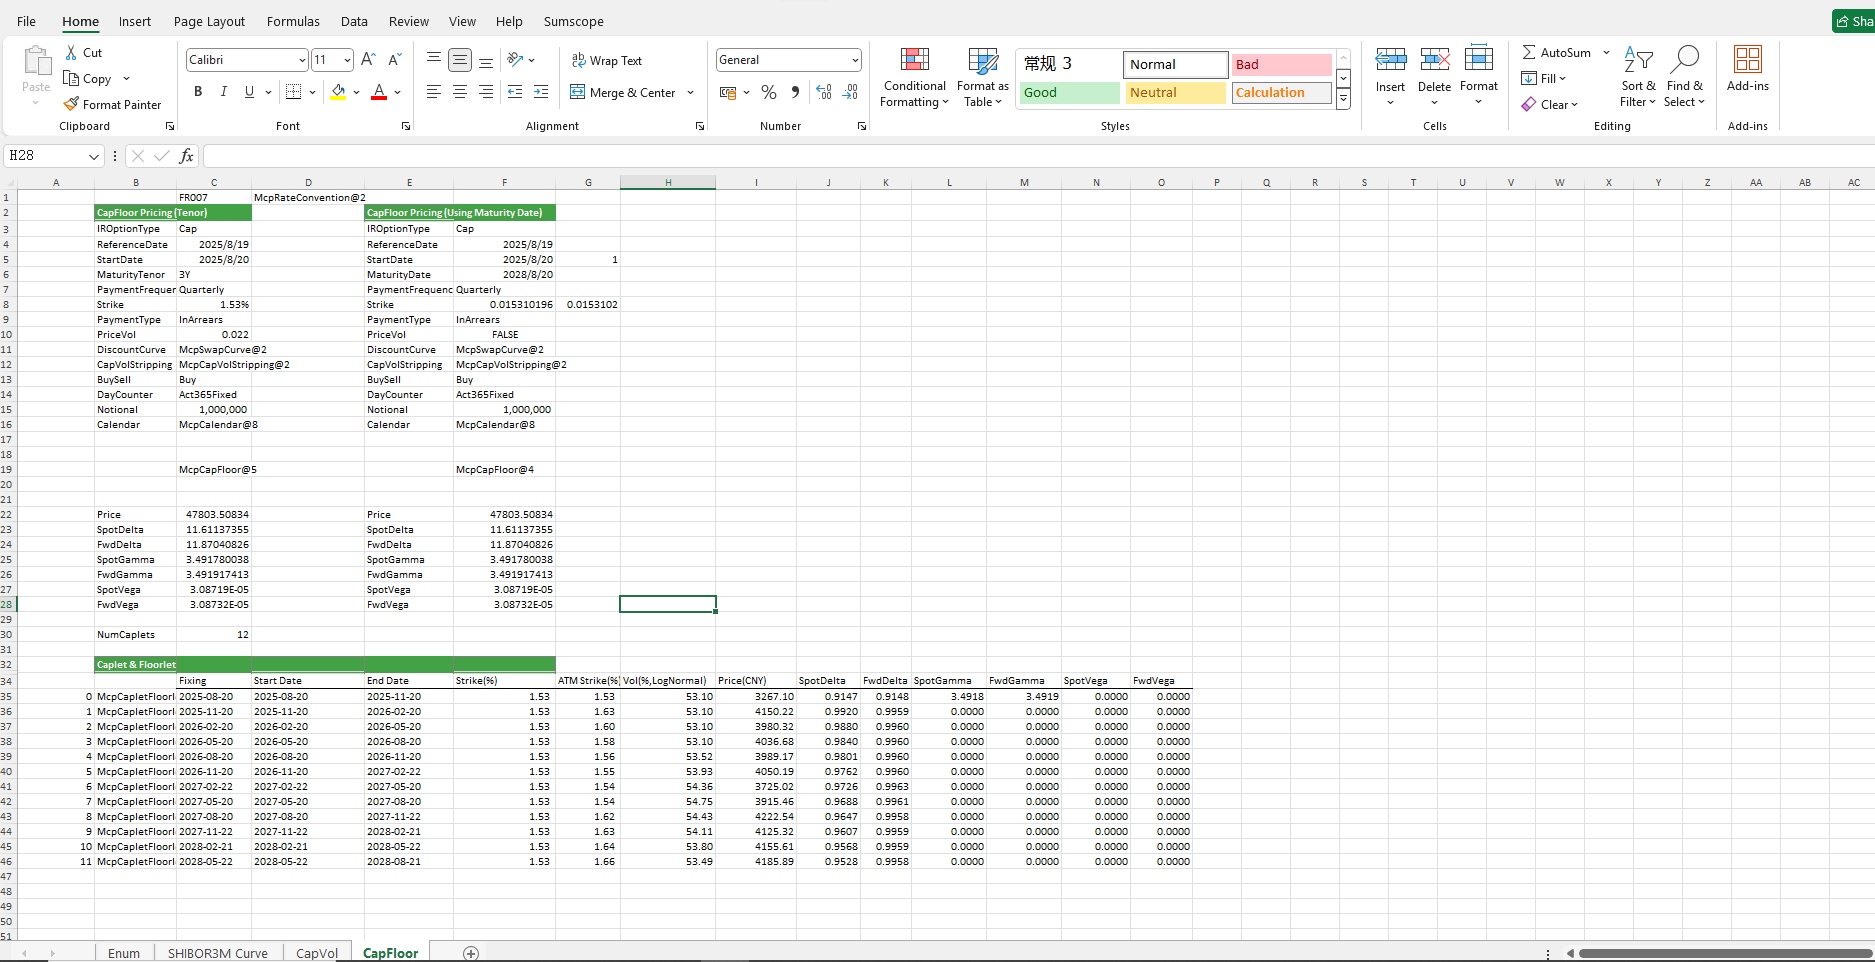 File Home Insert Page Layout Formulas Data Review View Help Sumscope Sha
Paste Cut Copy Format Painter Clipboard
Calibri 11 B I U Font
ab Wrap Text Merge & Center Alignment
General % Number
Conditional Formatting Format as Table 常规 3 Normal Bad Good Neutral Calculation Styles
Insert Delete Format Cells
AutoSum Fill Clear Sort & Filter Find & Select Editing
Add-ins Add-ins
H28 fx
A B C D E F G H I J K L M N O P Q R S T U V W X Y Z AA AB AC
1 FR007 McpRateConvention@2
2 CapFloor Pricing (Tenor) CapFloor Pricing (Using Maturity Date)
3 IROptionType Cap IROptionType Cap
4 ReferenceDate 2025/8/19 ReferenceDate 2025/8/19
5 StartDate 2025/8/20 StartDate 2025/8/20 1
6 MaturityTenor 3Y MaturityDate 2028/8/20
7 PaymentFrequer Quarterly PaymentFrequenc Quarterly
8 Strike 1.53% Strike 0.015310196 0.0153102
9 PaymentType InArrears PaymentType InArrears
10 PriceVol 0.022 PriceVol FALSE
11 DiscountCurve McpSwapCurve@2 DiscountCurve McpSwapCurve@2
12 CapVolStripping McpCapVolStripping@2 CapVolStripping McpCapVolStripping@2
13 BuySell Buy BuySell Buy
14 DayCounter Act365Fixed DayCounter Act365Fixed
15 Notional 1,000,000 Notional 1,000,000
16 Calendar McpCalendar@8 Calendar McpCalendar@8
17
18
19 McpCapFloor@5 McpCapFloor@4
20
21
22 Price 47803.50834 Price 47803.50834
23 SpotDelta 11.61137355 SpotDelta 11.61137355
24 FwdDelta 11.87040826 FwdDelta 11.87040826
25 SpotGamma 3.491780038 SpotGamma 3.491780038
26 FwdGamma 3.491917413 FwdGamma 3.491917413
27 SpotVega 3.08719E-05 SpotVega 3.08719E-05
28 FwdVega 3.08732E-05 FwdVega 3.08732E-05
29
30 NumCaplets 12
31
32 Caplet & Floorlet
34 Fixing Start Date End Date Strike(%) ATM Strike(%) Vol(%,LogNormal) Price(CNY) SpotDelta FwdDelta SpotGamma FwdGamma SpotVega FwdVega
35 0 McpCapletFloorl 2025-08-20 2025-08-20 2025-11-20 1.53 1.53 53.10 3267.10 0.9147 0.9148 3.4918 3.4919 0.0000 0.0000
36 1 McpCapletFloorl 2025-11-20 2025-11-20 2026-02-20 1.53 1.63 53.10 4150.22 0.9920 0.9959 0.0000 0.0000 0.0000 0.0000
37 2 McpCapletFloorl 2026-02-20 2026-02-20 2026-05-20 1.53 1.60 53.10 3980.32 0.9880 0.9960 0.0000 0.0000 0.0000 0.0000
38 3 McpCapletFloorl 2026-05-20 2026-05-20 2026-08-20 1.53 1.58 53.10 4036.68 0.9840 0.9960 0.0000 0.0000 0.0000 0.0000
39 4 McpCapletFloorl 2026-08-20 2026-08-20 2026-11-20 1.53 1.56 53.52 3989.17 0.9801 0.9960 0.0000 0.0000 0.0000 0.0000
40 5 McpCapletFloorl 2026-11-20 2026-11-20 2027-02-22 1.53 1.55 53.93 4050.19 0.9762 0.9960 0.0000 0.0000 0.0000 0.0000
41 6 McpCapletFloorl 2027-02-22 2027-02-22 2027-05-20 1.53 1.54 54.36 3725.02 0.9726 0.9963 0.0000 0.0000 0.0000 0.0000
42 7 McpCapletFloorl 2027-05-20 2027-05-20 2027-08-20 1.53 1.54 54.75 3915.46 0.9688 0.9961 0.0000 0.0000 0.0000 0.0000
43 8 McpCapletFloorl 2027-08-20 2027-08-20 2027-11-22 1.53 1.62 54.43 4222.54 0.9647 0.9958 0.0000 0.0000 0.0000 0.0000
44 9 McpCapletFloorl 2027-11-22 2027-11-22 2028-02-21 1.53 1.63 54.11 4125.32 0.9607 0.9959 0.0000 0.0000 0.0000 0.0000
45 10 McpCapletFloorl 2028-02-21 2028-02-21 2028-05-22 1.53 1.64 53.80 4155.61 0.9568 0.9959 0.0000 0.0000 0.0000 0.0000
46 11 McpCapletFloorl 2028-05-22 2028-05-22 2028-08-21 1.53 1.66 53.49 4185.89 0.9528 0.9958 0.0000 0.0000 0.0000 0.0000
47
48
49
50
51
Enum SHIBOR3M Curve CapVol CapFloor